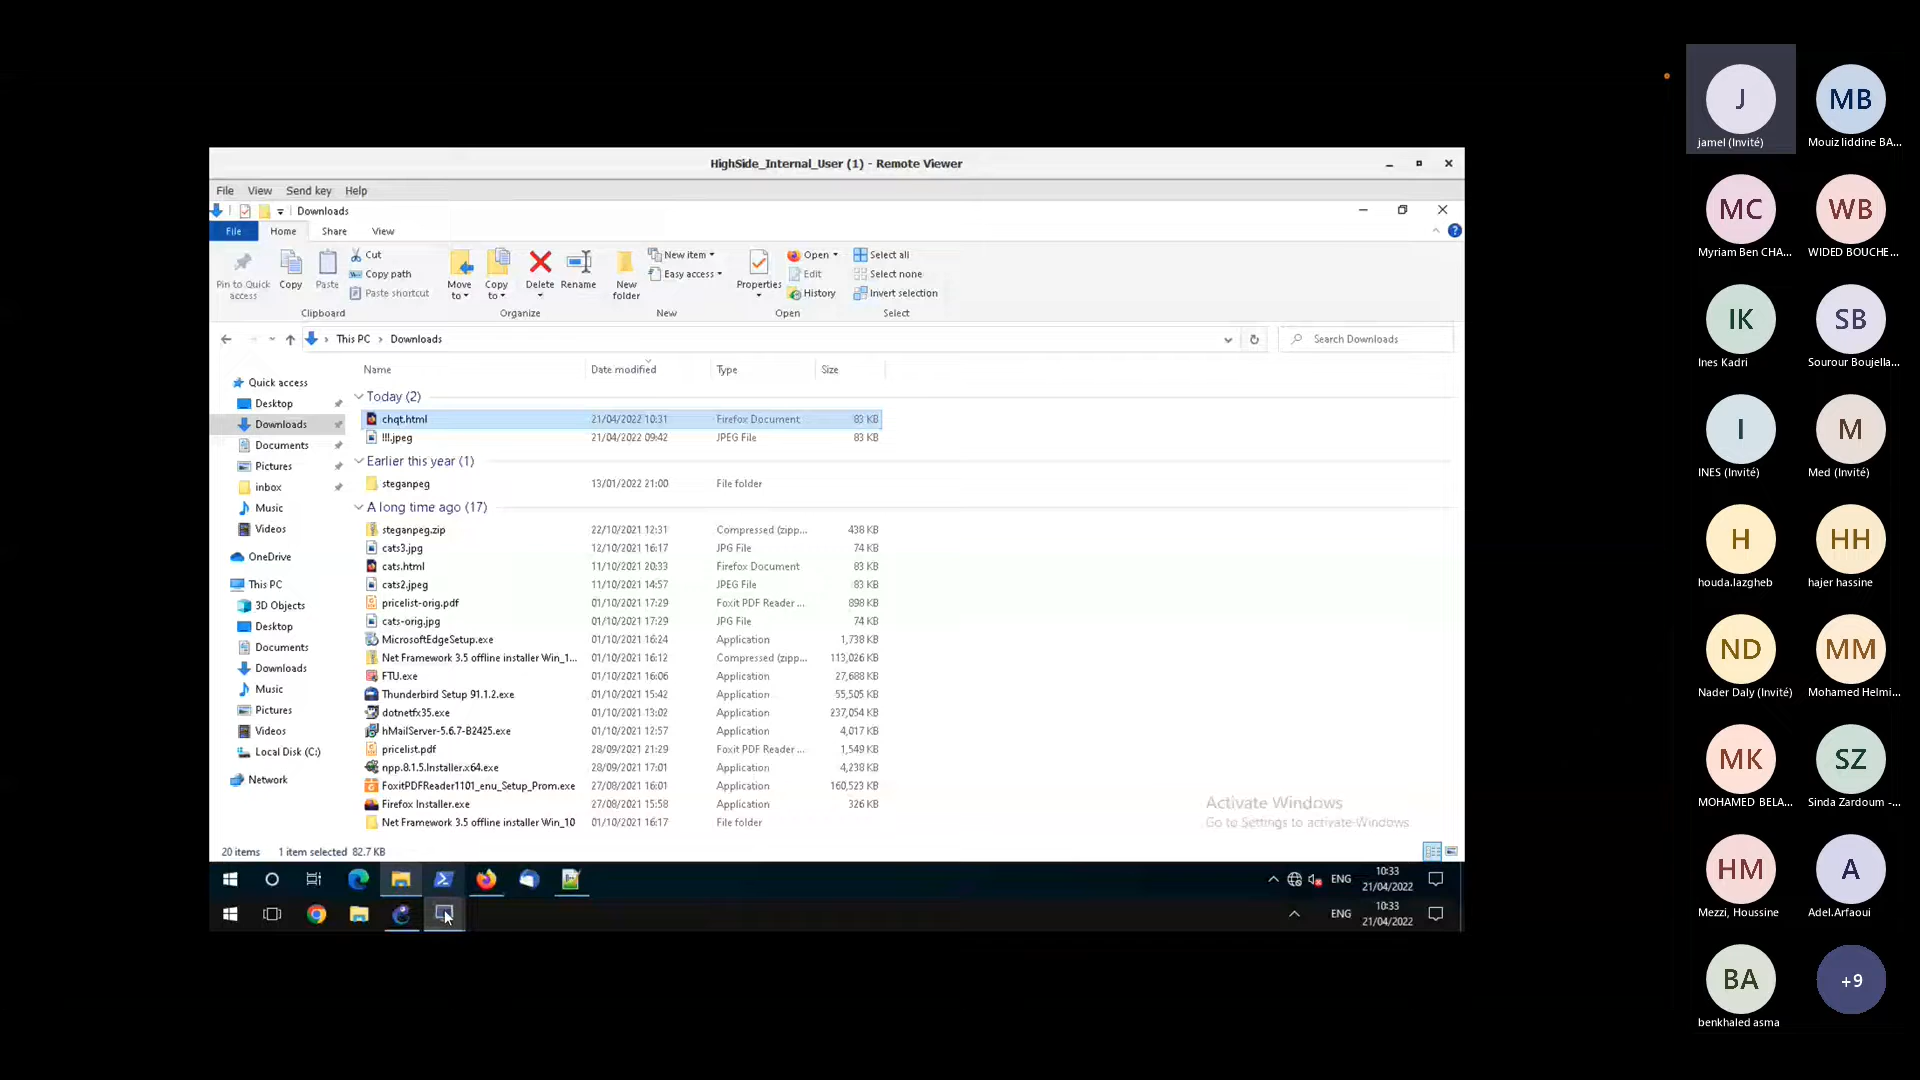 HighSide_Internal_User (1) - Remote Viewer
File View Send key Help
Downloads
File Home Share View
Pin to Quick access
Copy
Paste
Cut
Copy path
Paste shortcut
Clipboard
Move to
Copy to
Delete
Rename
Organize
New folder
New item
Easy access
New
Properties
Open
Edit
History
Open
Select all
Select none
Invert selection
Select
This PC > Downloads
Search Downloads
Name Date modified Type Size
Quick access
Desktop
Downloads
Documents
Pictures
inbox
Music
Videos
OneDrive
This PC
3D Objects
Desktop
Documents
Downloads
Music
Pictures
Videos
Local Disk (C:)
Network
Today (2)
chqt.html 21/04/2022 10:31 Firefox Document 83 KB
!!!.jpeg 21/04/2022 09:42 JPEG File 83 KB
Earlier this year (1)
steganpeg 13/01/2022 21:00 File folder
A long time ago (17)
steganpeg.zip 22/10/2021 12:31 Compressed (zipp... 438 KB
cats3.jpg 12/10/2021 16:17 JPG File 74 KB
cats.html 11/10/2021 20:33 Firefox Document 83 KB
cats2.jpeg 11/10/2021 14:57 JPEG File 83 KB
pricelist-orig.pdf 01/10/2021 17:29 Foxit PDF Reader ... 898 KB
cats-orig.jpg 01/10/2021 17:29 JPG File 74 KB
MicrosoftEdgeSetup.exe 01/10/2021 16:24 Application 1,738 KB
Net Framework 3.5 offline installer Win_1... 01/10/2021 16:12 Compressed (zipp... 113,026 KB
FTU.exe 01/10/2021 16:06 Application 27,688 KB
Thunderbird Setup 91.1.2.exe 01/10/2021 15:42 Application 55,505 KB
dotnetfx35.exe 01/10/2021 13:02 Application 237,054 KB
hMailServer-5.6.7-B2425.exe 01/10/2021 12:57 Application 4,017 KB
pricelist.pdf 28/09/2021 21:29 Foxit PDF Reader ... 1,549 KB
npp.8.1.5.Installer.x64.exe 28/09/2021 17:01 Application 4,238 KB
FoxitPDFReader1101_enu_Setup_Prom.exe 27/08/2021 16:01 Application 160,523 KB
Firefox Installer.exe 27/08/2021 15:58 Application 326 KB
Net Framework 3.5 offline installer Win_10 01/10/2021 16:17 File folder
Activate Windows
Go to Settings to activate Windows.
20 items 1 item selected 82.7 KB
ENG 10:33
21/04/2022
ENG 10:33
21/04/2022
J MB
jamel (Invité) Mouiz liddine BA...
MC WB
Myriam Ben CHA... WIDED BOUCHE...
IK SB
Ines Kadri Sourour Boujella...
I M
INES (Invité) Med (Invité)
H HH
houda.lazgheb hajer hassine
ND MM
Nader Daly (Invité) Mohamed Helmi...
MK SZ
MOHAMED BELA... Sinda Zardoum -...
HM A
Mezzi, Houssine Adel.Arfaoui
BA +9
benkhaled asma